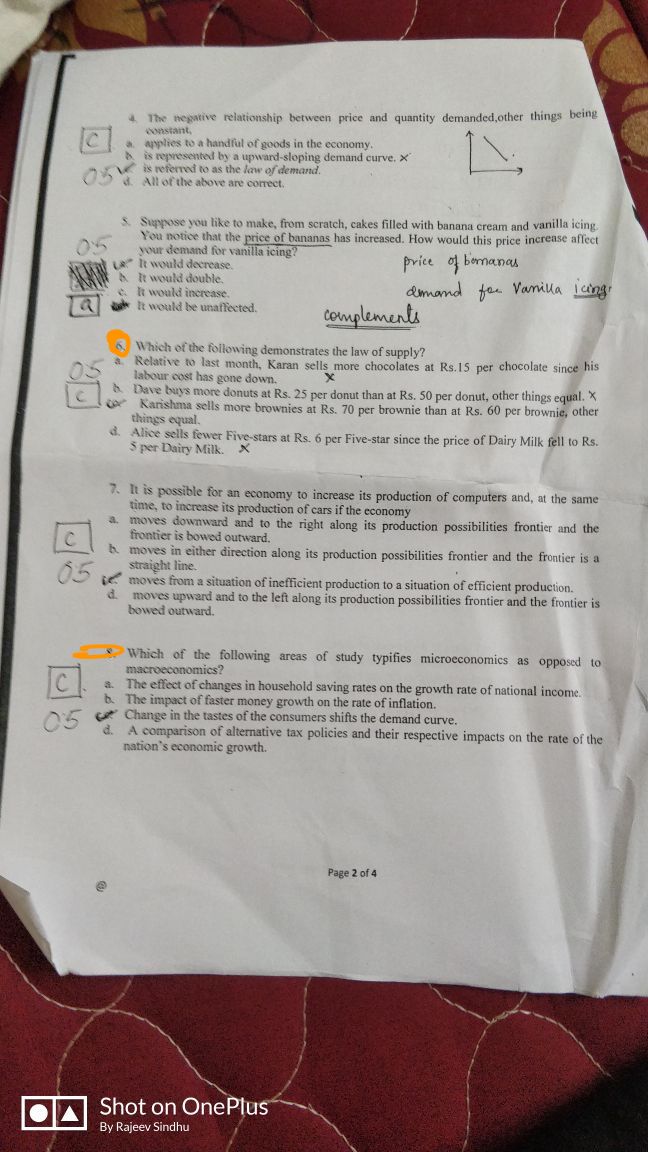 4. The negative relationship between price and quantity demanded,other things being
constant,
C
a. applies to a handful of goods in the economy.
b. is represented by a upward-sloping demand curve. ×
is referred to as the law of demand.
05
d. All of the above are correct.
5. Suppose you like to make, from scratch, cakes filled with banana cream and vanilla icing.
You notice that the price of bananas has increased. How would this price increase affect
05
your demand for vanilla icing?
It would decrease.
price of bananas
b. It would double.
c. It would increase.
demand for Vanilla icing
a
It would be unaffected.
complements
6. Which of the following demonstrates the law of supply?
05
a. Relative to last month, Karan sells more chocolates at Rs.15 per chocolate since his
labour cost has gone down. ×
C
b. Dave buys more donuts at Rs. 25 per donut than at Rs. 50 per donut, other things equal. ×
Karishma sells more brownies at Rs. 70 per brownie than at Rs. 60 per brownie, other
things equal.
d. Alice sells fewer Five-stars at Rs. 6 per Five-star since the price of Dairy Milk fell to Rs.
5 per Dairy Milk. ×
7. It is possible for an economy to increase its production of computers and, at the same
time, to increase its production of cars if the economy
a. moves downward and to the right along its production possibilities frontier and the
frontier is bowed outward.
C
b. moves in either direction along its production possibilities frontier and the frontier is a
straight line.
05
moves from a situation of inefficient production to a situation of efficient production.
d. moves upward and to the left along its production possibilities frontier and the frontier is
bowed outward.
Which of the following areas of study typifies microeconomics as opposed to
macroeconomics?
C
a. The effect of changes in household saving rates on the growth rate of national income.
b. The impact of faster money growth on the rate of inflation.
05
Change in the tastes of the consumers shifts the demand curve.
d. A comparison of alternative tax policies and their respective impacts on the rate of the
nation's economic growth.
Page 2 of 4
@
Shot on OnePlus
By Rajeev Sindhu